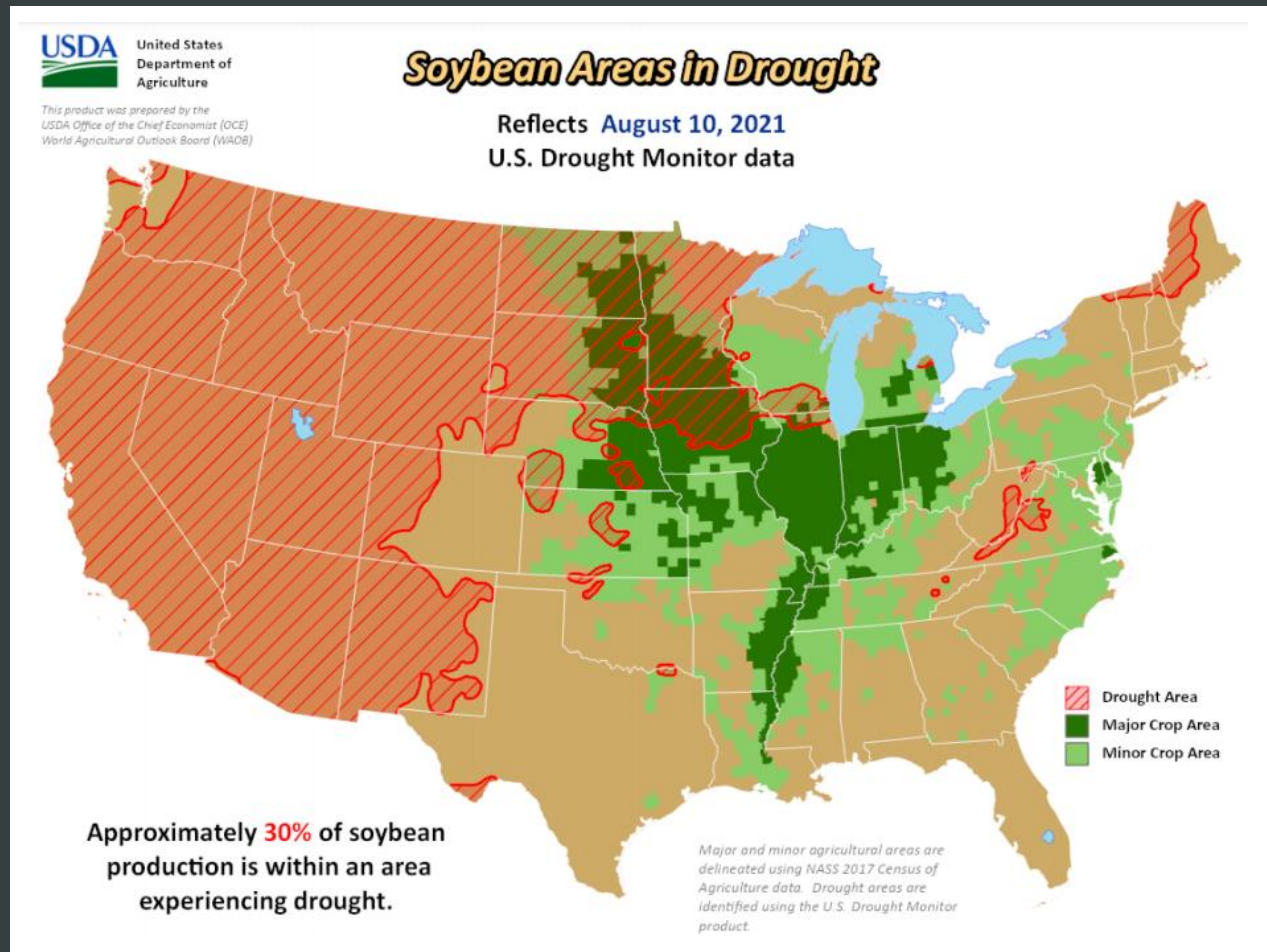 USDA
United States
Department of
Agriculture
This product was prepared by the
USDA Office of the Chief Economist (OCE)
World Agricultural Outlook Board (WAOB)
Soybean Areas in Drought
Reflects August 10, 2021
U.S. Drought Monitor data
Drought Area
Major Crop Area
Minor Crop Area
Approximately 30% of soybean
production is within an area
experiencing drought.
Major and minor agricultural areas are
delineated using NASS 2017 Census of
Agriculture data. Drought areas are
identified using the U.S. Drought Monitor
product.